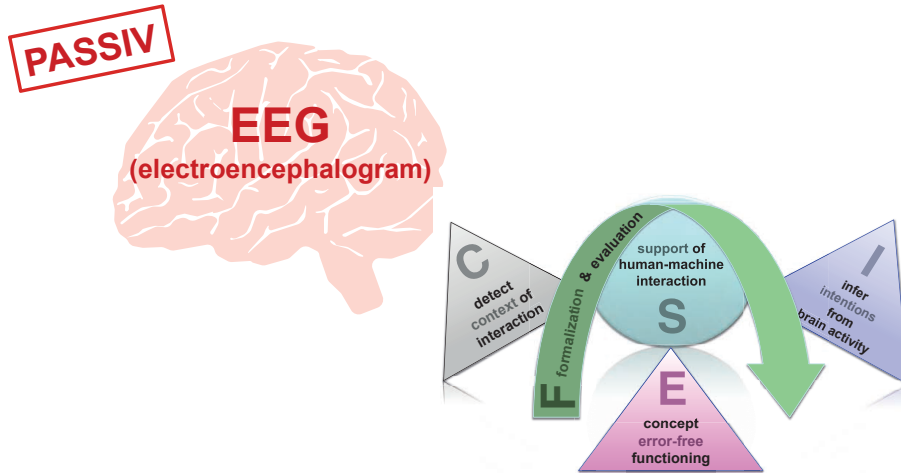 PASSIV
EEG
(electroencephalogram)
C
detect
context of
interaction
F formalization & evaluation
support of
human-machine
interaction
S
I
infer
intentions
from
brain activity
E
concept
error-free
functioning